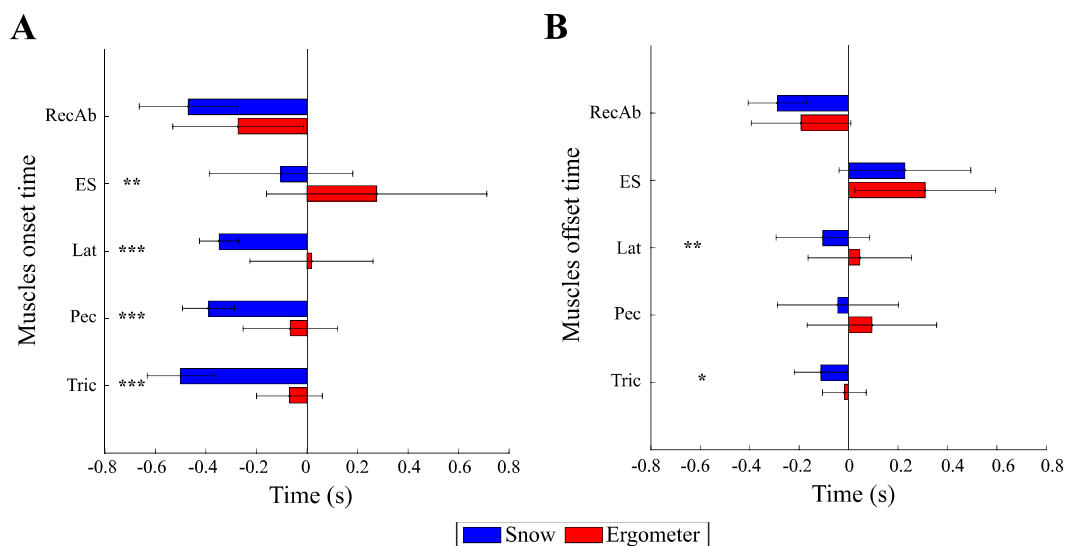 A
B
Muscles onset time
RecAb
ES
**
Lat
***
Pec
***
Tric
***
-0.8 -0.6 -0.4 -0.2 0 0.2 0.4 0.6 0.8
Time (s)
Muscles offset time
RecAb
ES
Lat
**
Pec
Tric
*
-0.8 -0.6 -0.4 -0.2 0 0.2 0.4 0.6 0.8
Time (s)
Snow Ergometer